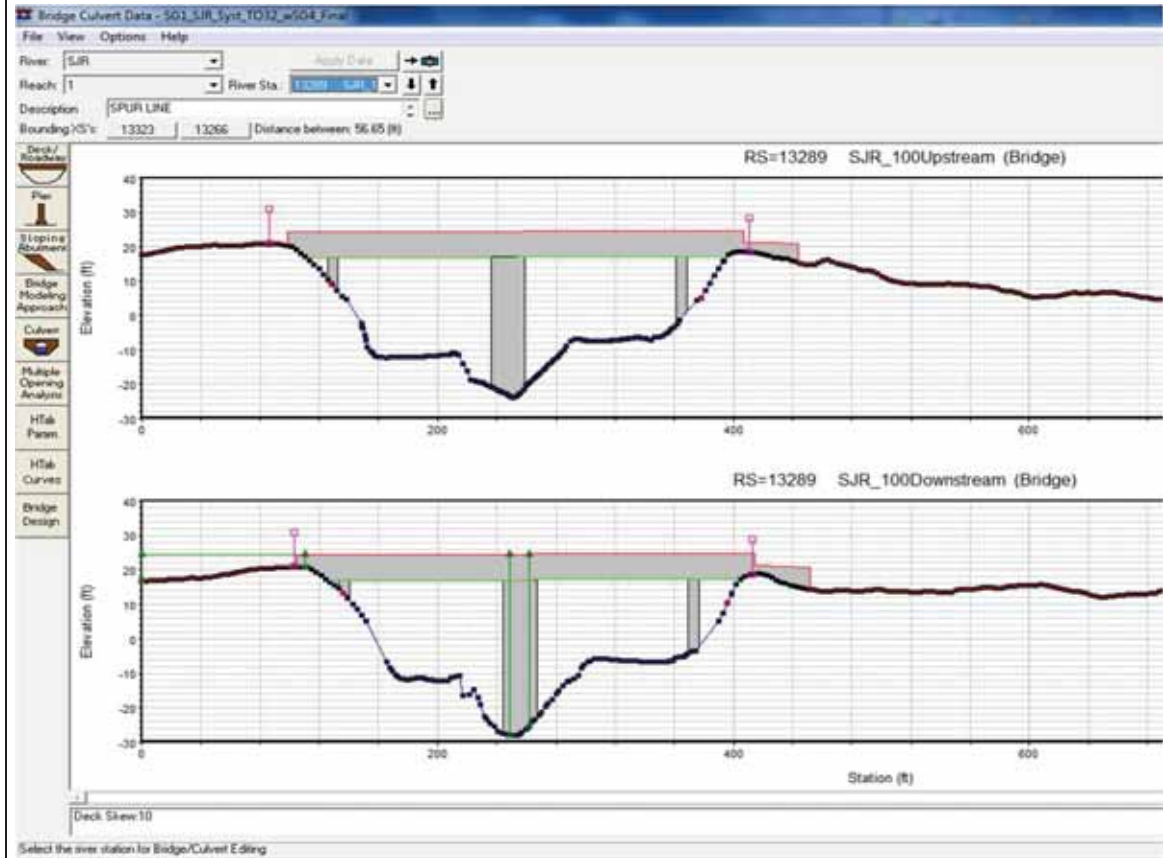 Bridge Culvert Data - SG1_SJR_Syst_TO32_wSO4_Final
File View Options Help
River: SJR
Apply Data
Reach: 1
River Sta.: 13289 SJR_1
Description SPUR LINE
...
Bounding XS's: 13323 13266 Distance between: 56.65 (ft)
Deck/
Roadway
Pier
Sloping
Abutment
Bridge
Modeling
Approach
Culvert
Multiple
Opening
Analysis
HTab
Param.
HTab
Curves
Bridge
Design
RS=13289 SJR_100Upstream (Bridge)
40
30
20
10
0
-10
-20
-30
Elevation (ft)
0 200 400 600
RS=13289 SJR_100Downstream (Bridge)
40
30
20
10
0
-10
-20
-30
Elevation (ft)
0 200 400 600
Station (ft)
Deck Skew:10
Select the river station for Bridge/Culvert Editing